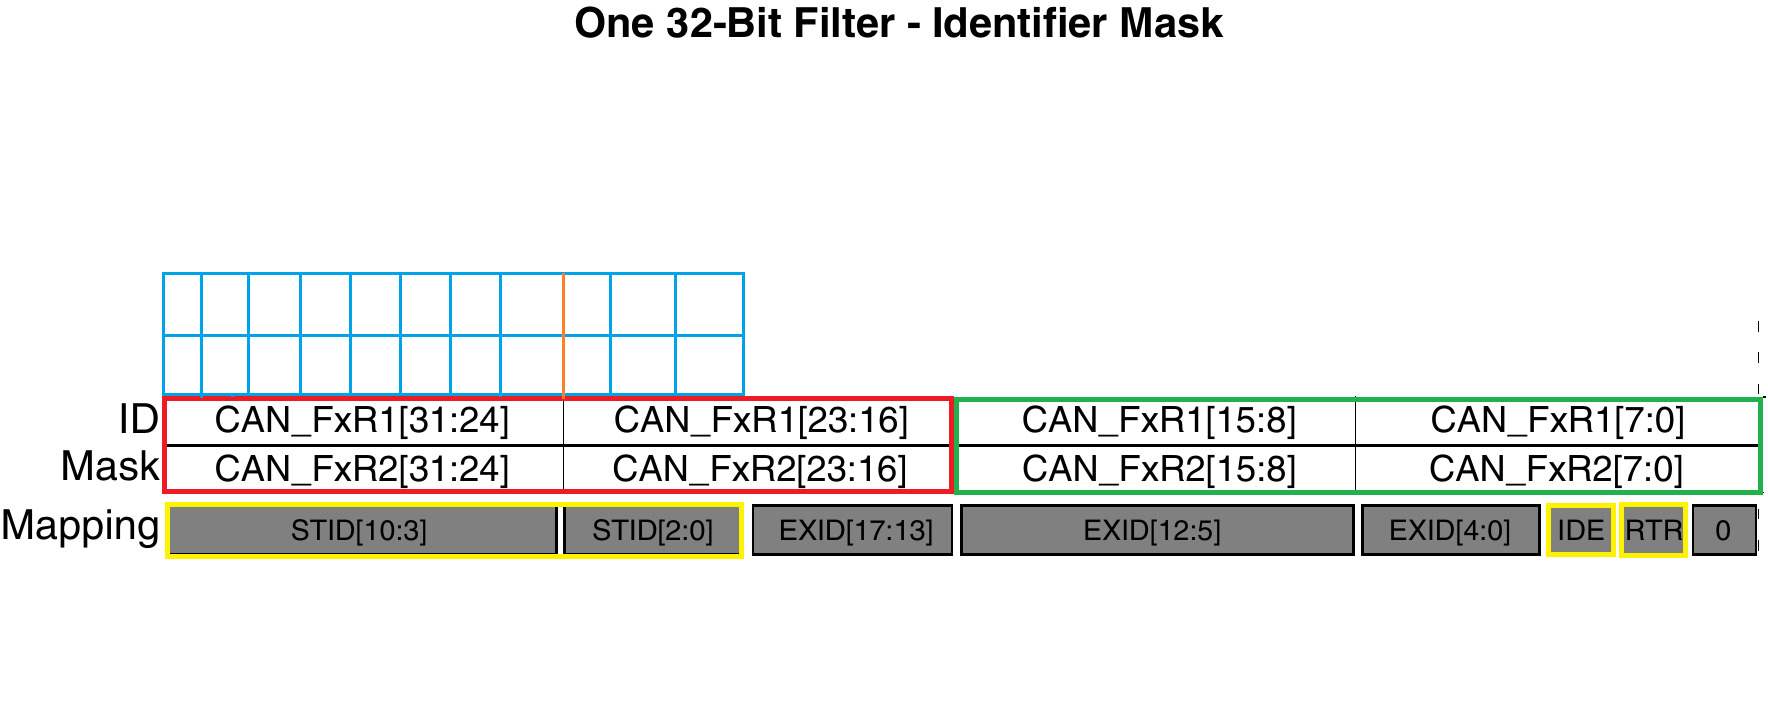 One 32-Bit Filter - Identifier Mask
ID CAN_FxR1[31:24] CAN_FxR1[23:16] CAN_FxR1[15:8] CAN_FxR1[7:0]
Mask CAN_FxR2[31:24] CAN_FxR2[23:16] CAN_FxR2[15:8] CAN_FxR2[7:0]
Mapping STID[10:3] STID[2:0] EXID[17:13] EXID[12:5] EXID[4:0] IDE RTR 0